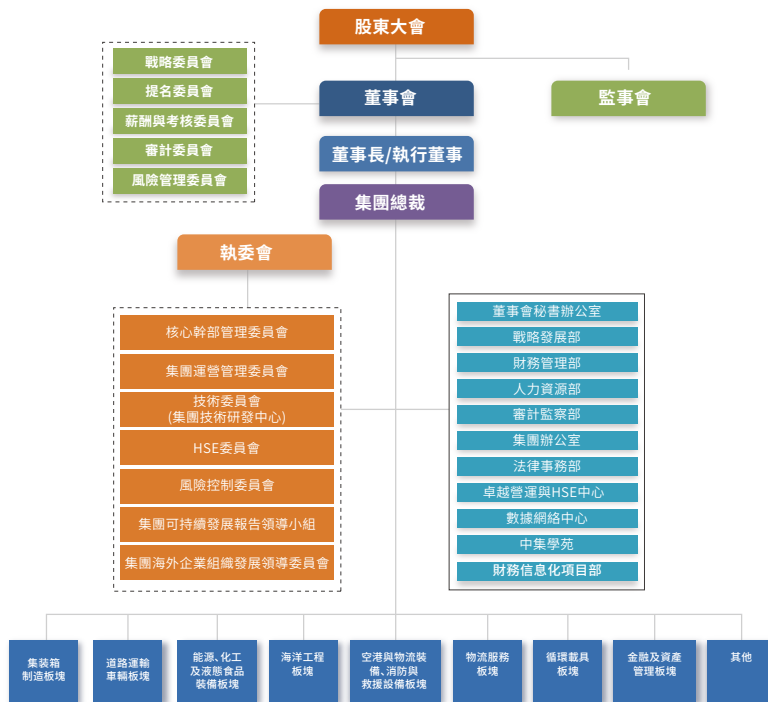 股東大會
戰略委員會
提名委員會
薪酬與考核委員會
審計委員會
風險管理委員會
董事會
監事會
董事長/執行董事
集團總裁
執委會
核心幹部管理委員會
集團運營管理委員會
技術委員會
(集團技術研發中心)
HSE委員會
風險控制委員會
集團可持續發展報告領導小組
集團海外企業組織發展領導委員會
董事會秘書辦公室
戰略發展部
財務管理部
人力資源部
審計監察部
集團辦公室
法律事務部
卓越營運與HSE中心
數據網絡中心
中集學苑
財務信息化項目部
集装箱
制造板塊
道路運輸
車輛板塊
能源、化工
及液態食品
裝備板塊
海洋工程
板塊
空港與物流裝
備、消防與
救援設備板塊
物流服務
板塊
循環載具
板塊
金融及資產
管理板塊
其他